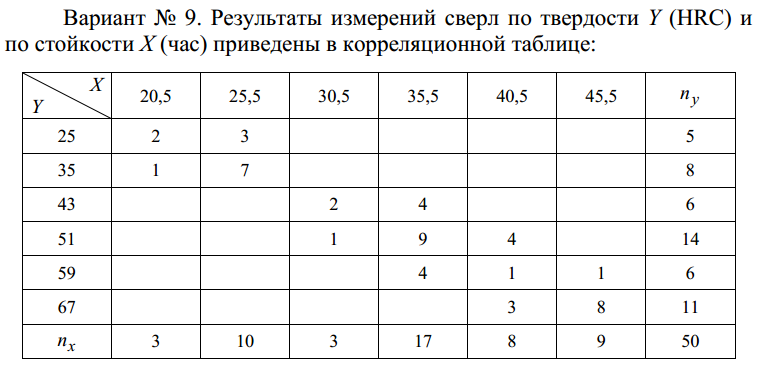 Вариант № 9. Результаты измерений сверл по твердости Y (HRC) и
по стойкости X (час) приведены в корреляционной таблице:
X
Y 20,5 25,5 30,5 35,5 40,5 45,5 n_y
25 2 3 5
35 1 7 8
43 2 4 6
51 1 9 4 14
59 4 1 1 6
67 3 8 11
n_x 3 10 3 17 8 9 50